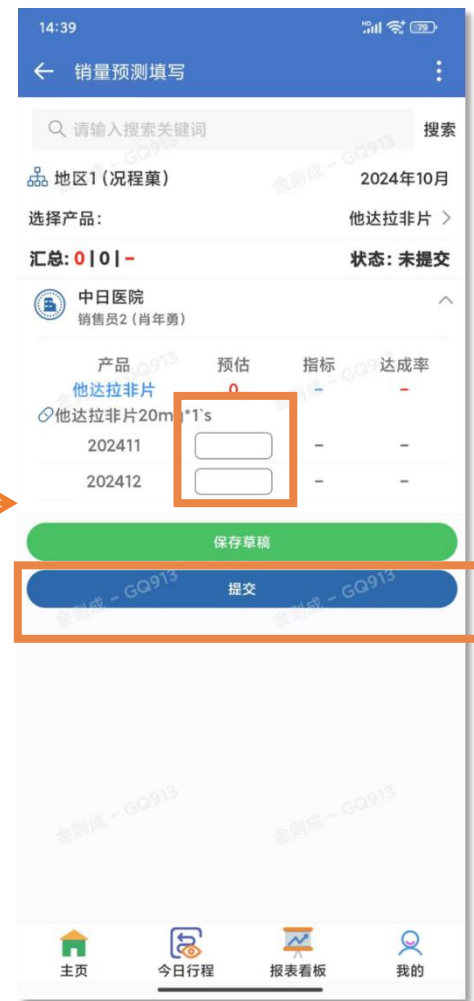 14:39
79
销量预测填写
请输入搜索关键词 搜索
地区1 (况程菓) 2024年10月
选择产品: 他达拉非片
汇总: 0 | 0 | - 状态: 未提交
中日医院
销售员2 (肖年勇)
产品 预估 指标 达成率
他达拉非片 0 - -
他达拉非片20mg*1`s
202411 - -
202412 - -
保存草稿
提交
金则成 - GQ913
主页 今日行程 报表看板 我的